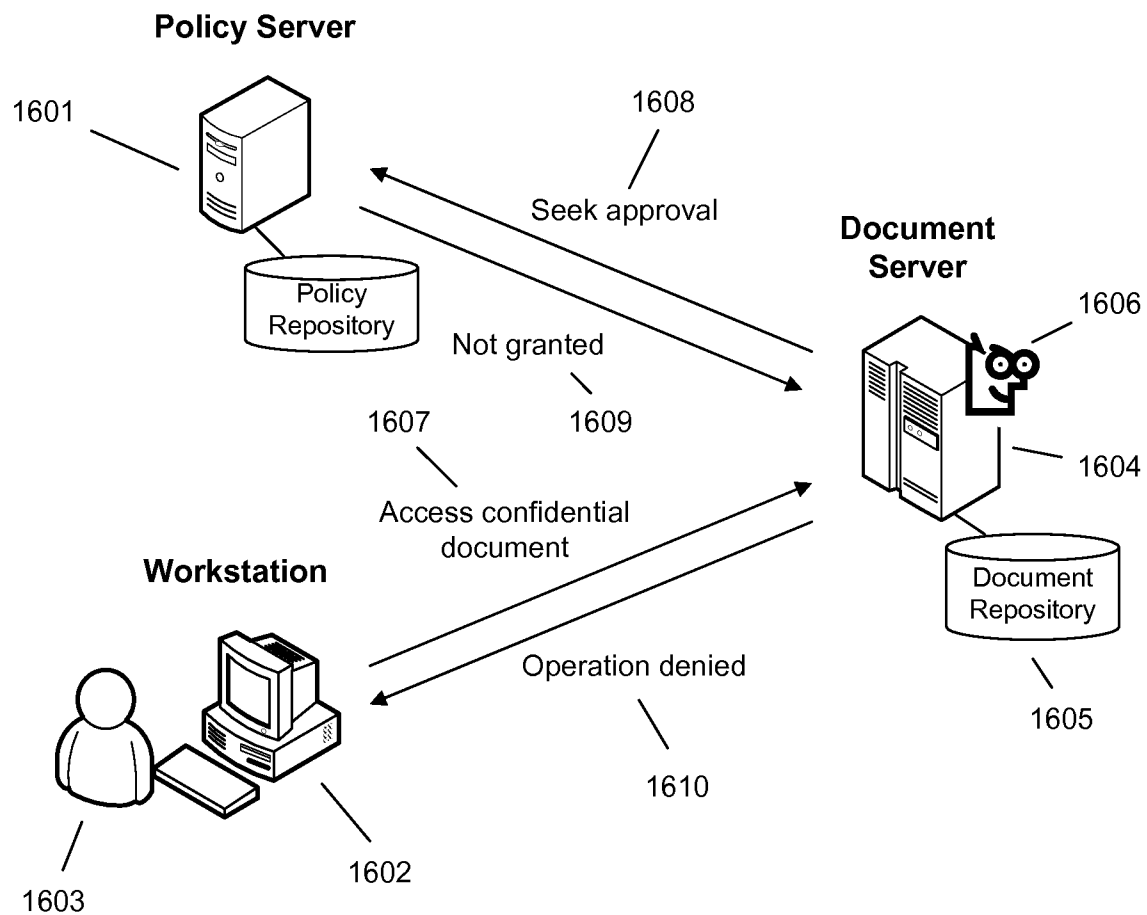 Policy Server
1601
1608
Seek approval
Document
Server
Policy
Repository
1606
Not granted
1607
1609
1604
Access confidential
document
Workstation
Document
Repository
Operation denied
1605
1610
1602
1603